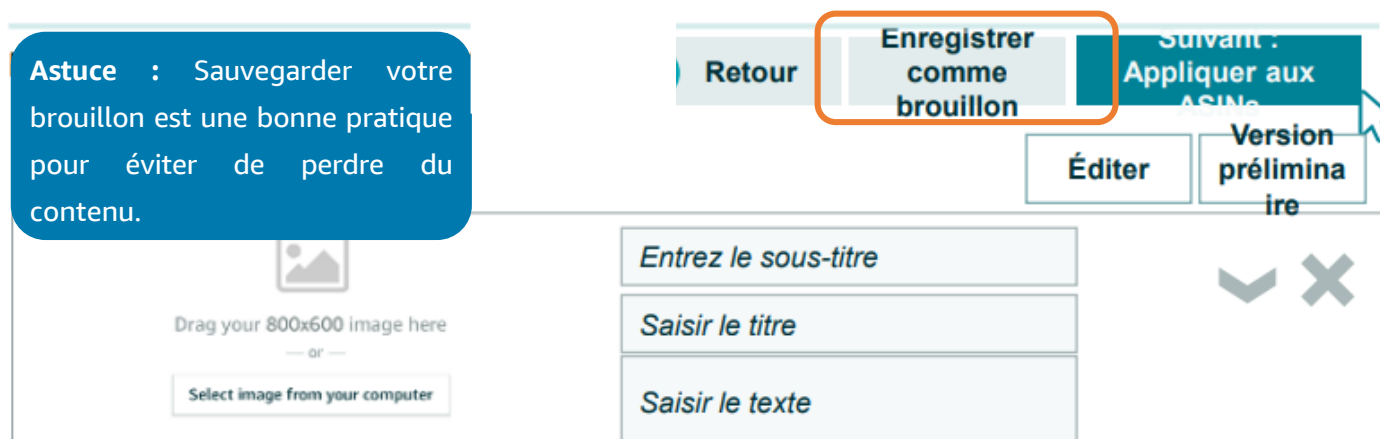 Astuce : Sauvegarder votre
brouillon est une bonne pratique
pour éviter de perdre du
contenu.
Retour
Enregistrer
comme
brouillon
Suivant :
Appliquer aux
ASINs
Éditer
Version
prélimina
ire
Drag your 800x600 image here
— or —
Select image from your computer
Entrez le sous-titre
Saisir le titre
Saisir le texte